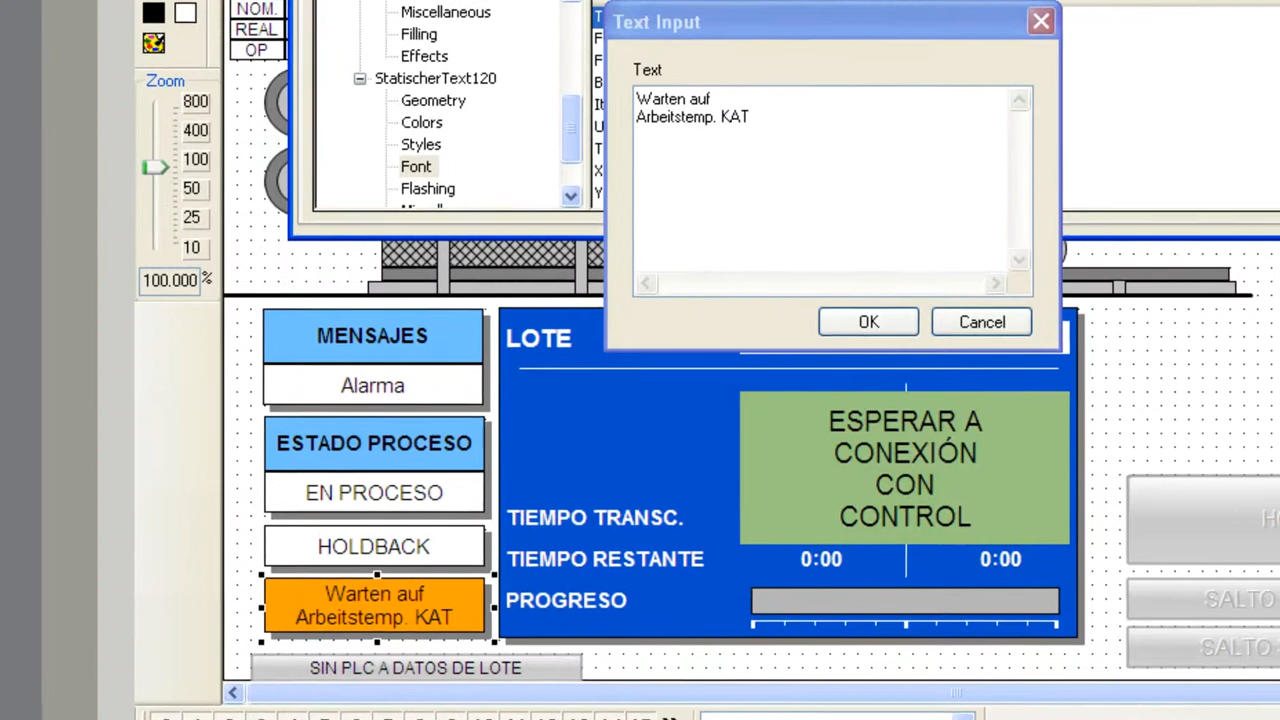 NOM.
REAL
OP
Zoom
800
400
100
50
25
10
100.000 %
Miscellaneous
Filling
Effects
StatischerText120
Geometry
Colors
Styles
Font
Flashing
Text Input
Text
Warten auf
Arbeitstemp. KAT
OK
Cancel
MENSAJES
Alarma
ESTADO PROCESO
EN PROCESO
HOLDBACK
Warten auf
Arbeitstemp. KAT
LOTE
ESPERAR A
CONEXIÓN
CON
CONTROL
TIEMPO TRANSC.
TIEMPO RESTANTE
0:00
0:00
PROGRESO
SALTO
SALTO
SIN PLC A DATOS DE LOTE